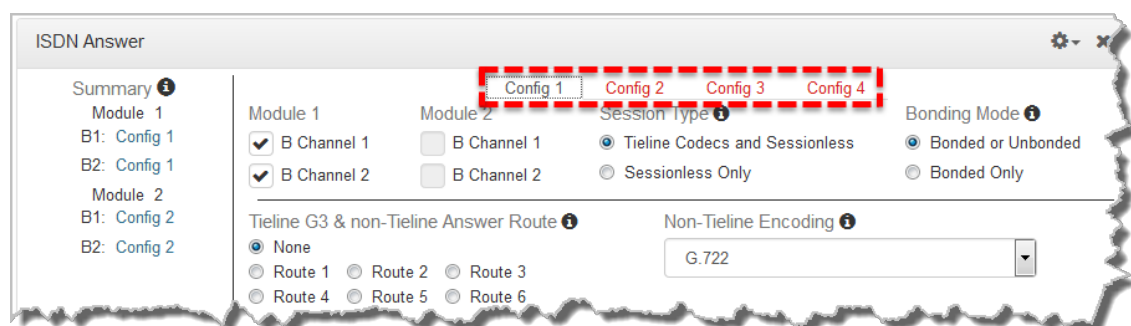 ISDN Answer
Summary
Module 1
B1: Config 1
B2: Config 1
Module 2
B1: Config 2
B2: Config 2
Config 1 Config 2 Config 3 Config 4
Module 1 Module 2 Session Type Bonding Mode
B Channel 1 B Channel 1 Tieline Codecs and Sessionless Bonded or Unbonded
B Channel 2 B Channel 2 Sessionless Only Bonded Only
Tieline G3 & non-Tieline Answer Route Non-Tieline Encoding
None G.722
Route 1 Route 2 Route 3
Route 4 Route 5 Route 6